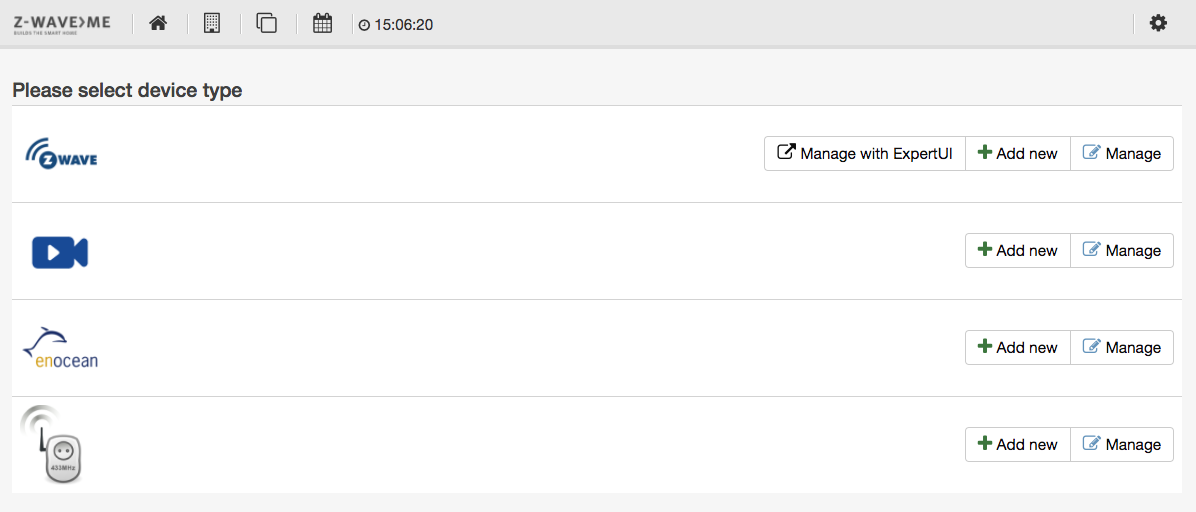 Z-WAVE>ME
BUILDS THE SMART HOME
15:06:20
Please select device type
Z WAVE
Manage with ExpertUI Add new Manage
Add new Manage
enocean
Add new Manage
433MHz
Add new Manage